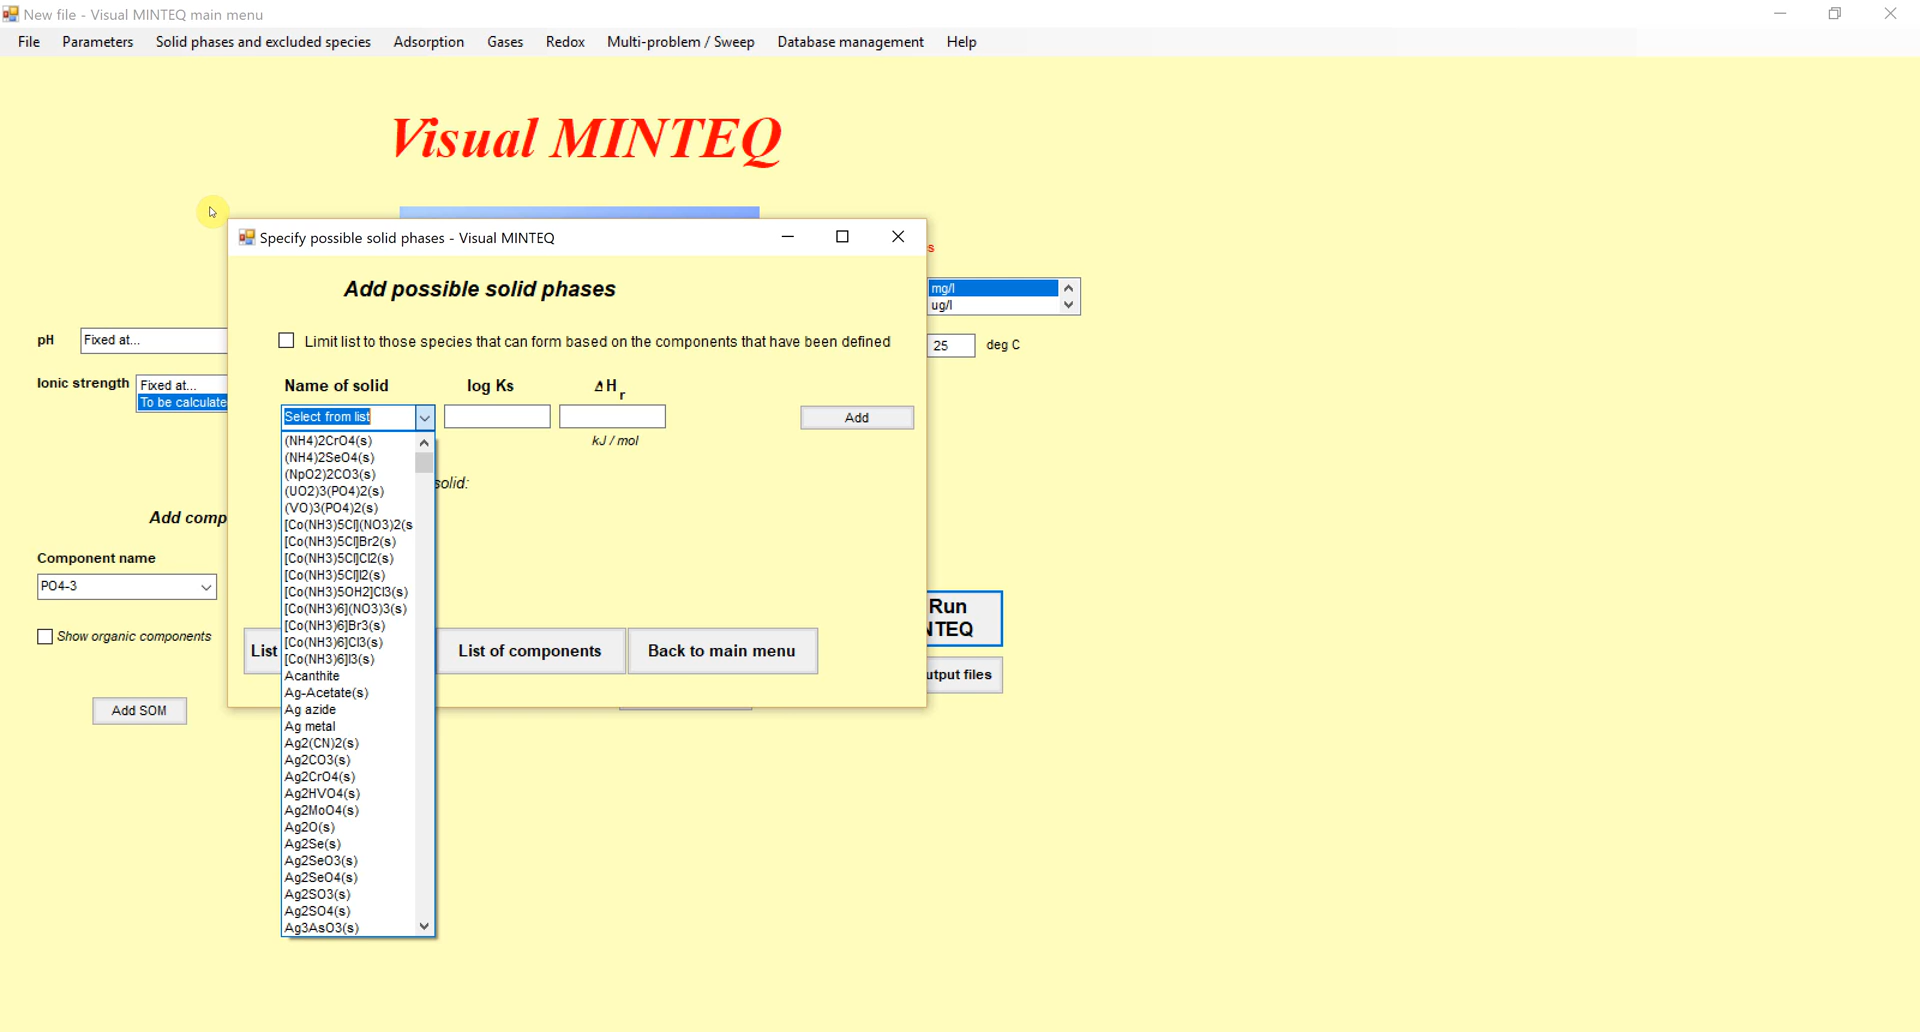 New file - Visual MINTEQ main menu
File Parameters Solid phases and excluded species Adsorption Gases Redox Multi-problem / Sweep Database management Help
Visual MINTEQ
Specify possible solid phases - Visual MINTEQ
s
Add possible solid phases
mg/l
ug/l
pH Fixed at...
Limit list to those species that can form based on the components that have been defined
25 deg C
Ionic strength Fixed at...
To be calculate
Name of solid log Ks ΔHr
Select from list
Add
kJ / mol
(NH4)2CrO4(s)
(NH4)2SeO4(s)
(NpO2)2CO3(s)
solid:
(UO2)3(PO4)2(s)
(VO)3(PO4)2(s)
Add comp
[Co(NH3)5Cl](NO3)2(s
[Co(NH3)5Cl]Br2(s)
[Co(NH3)5Cl]Cl2(s)
[Co(NH3)5Cl]I2(s)
[Co(NH3)5OH2]Cl3(s)
[Co(NH3)6](NO3)3(s)
[Co(NH3)6]Br3(s)
[Co(NH3)6]Cl3(s)
[Co(NH3)6]I3(s)
Acanthite
Ag-Acetate(s)
Ag azide
Ag metal
Ag2(CN)2(s)
Ag2CO3(s)
Ag2CrO4(s)
Ag2HVO4(s)
Ag2MoO4(s)
Ag2O(s)
Ag2Se(s)
Ag2SeO3(s)
Ag2SeO4(s)
Ag2SO3(s)
Ag2SO4(s)
Ag3AsO3(s)
Component name
PO4-3
Show organic components
Add SOM
List
List of components
Back to main menu
Run
NTEQ
utput files